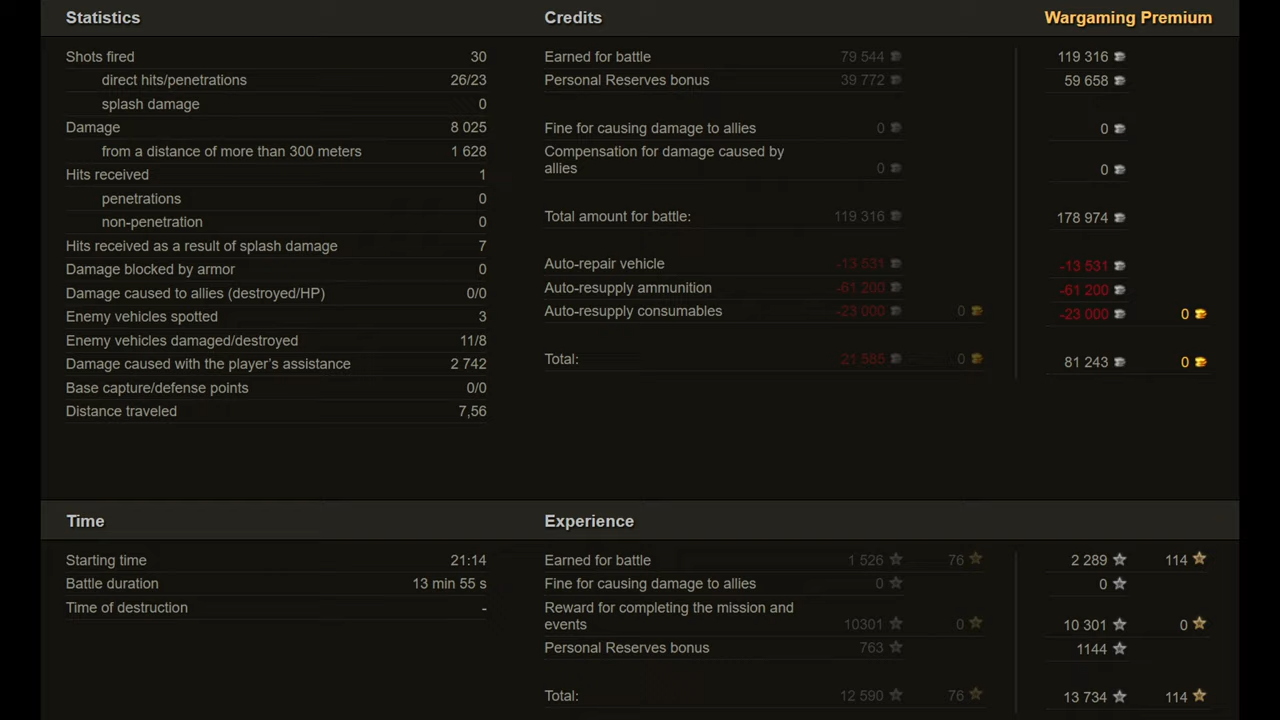 Statistics
Credits
Wargaming Premium
Shots fired 30
direct hits/penetrations 26/23
splash damage 0
Damage 8 025
from a distance of more than 300 meters 1 628
Hits received 1
penetrations 0
non-penetration 0
Hits received as a result of splash damage 7
Damage blocked by armor 0
Damage caused to allies (destroyed/HP) 0/0
Enemy vehicles spotted 3
Enemy vehicles damaged/destroyed 11/8
Damage caused with the player's assistance 2 742
Base capture/defense points 0/0
Distance traveled 7,56
Earned for battle 79 544 119 316
Personal Reserves bonus 39 772 59 658
Fine for causing damage to allies 0 0
Compensation for damage caused by
allies 0 0
Total amount for battle: 119 316 178 974
Auto-repair vehicle -13 531 -13 531
Auto-resupply ammunition -61 200 -61 200
Auto-resupply consumables -23 000 0 -23 000 0
Total: 21 585 0 81 243 0
Time
Starting time 21:14
Battle duration 13 min 55 s
Time of destruction -
Experience
Earned for battle 1 526 76 2 289 114
Fine for causing damage to allies 0 0
Reward for completing the mission and
events 10301 0 10 301 0
Personal Reserves bonus 763 1144
Total: 12 590 76 13 734 114